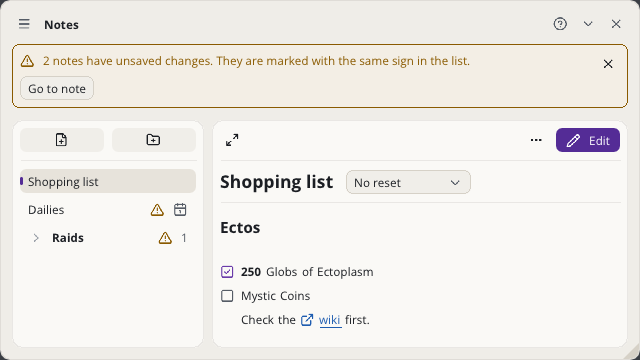 Notes
2 notes have unsaved changes. They are marked with the same sign in the list.
Go to note
Edit
Shopping list
Dailies
Raids 1
Shopping list No reset
Ectos
250 Globs of Ectoplasm
Mystic Coins
Check the wiki first.